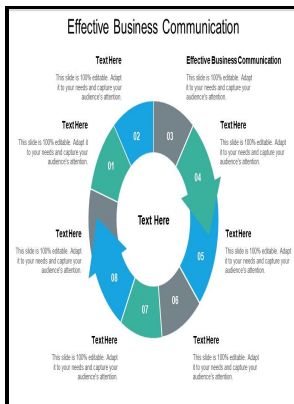 Effective Business Communication
Text Here
This slide is 100% editable. Adapt
it to your needs and capture your
audience's attention.
Effective Business Communication
This slide is 100% editable. Adapt
it to your needs and capture your
audience's attention.
Text Here
This slide is 100% editable. Adapt it
to your needs and capture your
audience's attention.
Text Here
This slide is 100% editable. Adapt
it to your needs and capture your
audience's attention.
02
03
01
04
Text Here
Text Here
This slide is 100% editable. Adapt
it to your needs and capture your
audience's attention.
Text Here
This slide is 100% editable. Adapt
it to your needs and capture your
audience's attention.
05
08
06
07
Text Here
This slide is 100% editable. Adapt
it to your needs and capture your
audience's attention.
Text Here
This slide is 100% editable. Adapt
it to your needs and capture your
audience's attention.